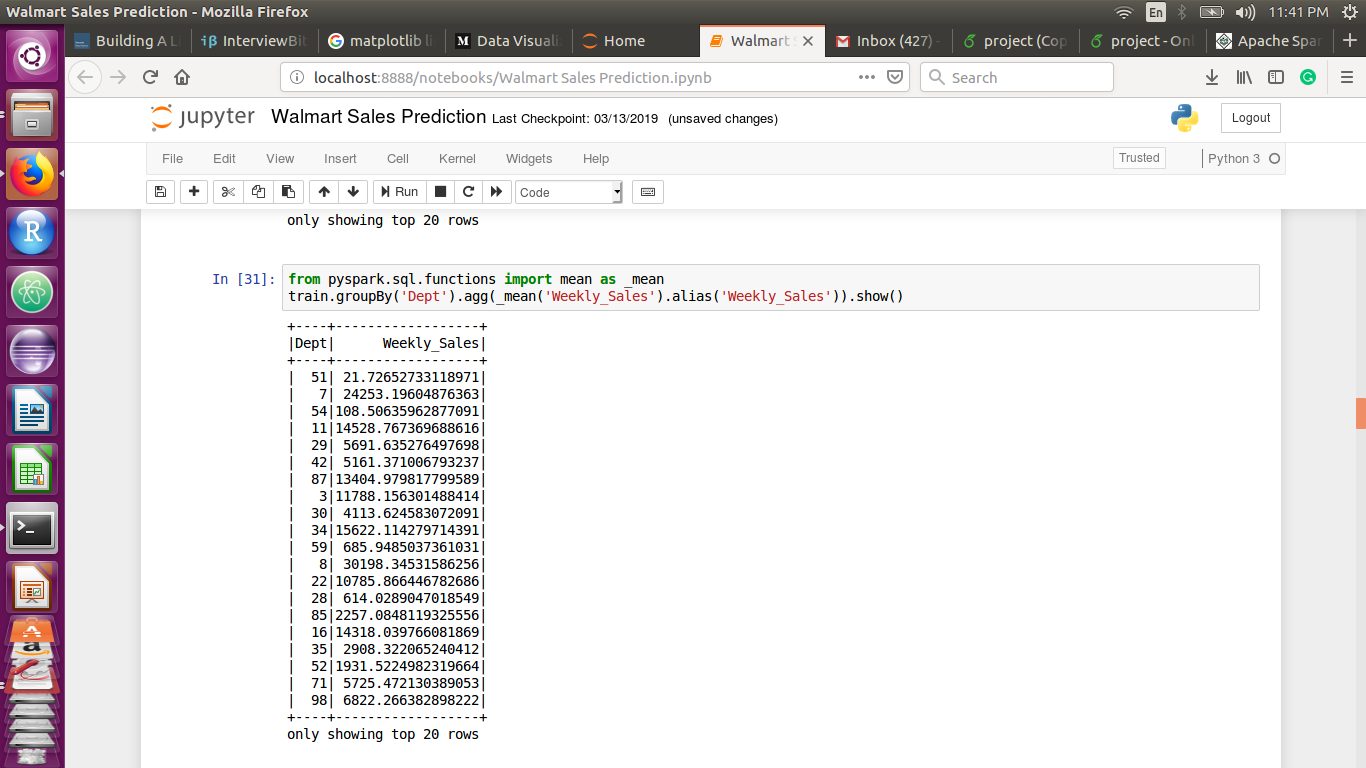 Walmart Sales Prediction - Mozilla Firefox
En
11:41 PM
Building A L
iβ InterviewBit
matplotlib li
M Data Visuali
Home
Walmart S
Inbox (427) -
project (Cop
project - Onl
Apache Spar
localhost:8888/notebooks/Walmart Sales Prediction.ipynb
Search
jupyter Walmart Sales Prediction Last Checkpoint: 03/13/2019 (unsaved changes)
Logout
File Edit View Insert Cell Kernel Widgets Help
Trusted
Python 3
Run
Code
only showing top 20 rows
In [31]: from pyspark.sql.functions import mean as _mean
train.groupBy('Dept').agg(_mean('Weekly_Sales').alias('Weekly_Sales')).show()
+----+------------------+
|Dept|      Weekly_Sales|
+----+------------------+
|  51| 21.72652733118971|
|   7| 24253.19604876363|
|  54|108.50635962877091|
|  11|14528.767369688616|
|  29| 5691.635276497698|
|  42| 5161.371006793237|
|  87|13404.979817799589|
|   3|11788.156301488414|
|  30| 4113.624583072091|
|  34|15622.114279714391|
|  59| 685.9485037361031|
|   8| 30198.34531586256|
|  22|10785.866446782686|
|  28| 614.0289047018549|
|  85|2257.0848119325556|
|  16|14318.039766081869|
|  35| 2908.322065240412|
|  52|1931.5224982319664|
|  71| 5725.472130389053|
|  98| 6822.266382898222|
+----+------------------+
only showing top 20 rows